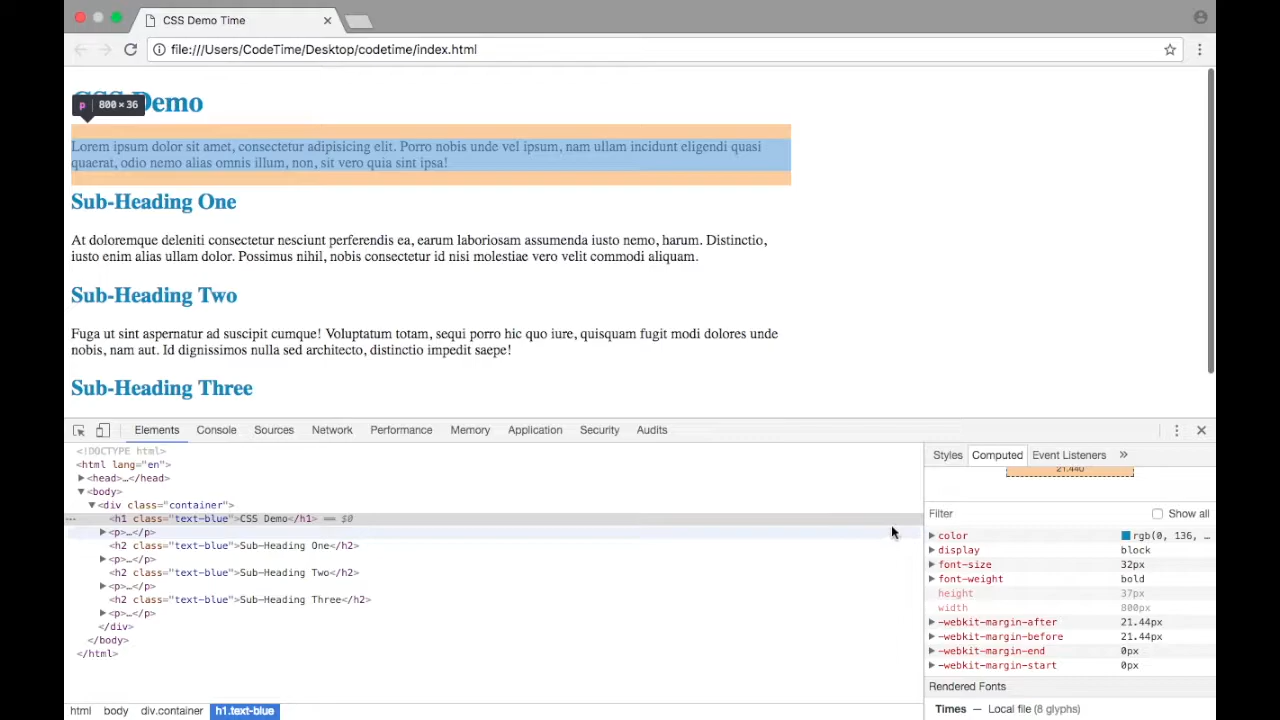 CSS Demo Time
file:///Users/CodeTime/Desktop/codetime/index.html
CSS Demo
p 800 × 36
Lorem ipsum dolor sit amet, consectetur adipisicing elit. Porro nobis unde vel ipsum, nam ullam incidunt eligendi quasi
quaerat, odio nemo alias omnis illum, non, sit vero quia sint ipsa!
Sub-Heading One
At doloremque deleniti consectetur nesciunt perferendis ea, earum laboriosam assumenda iusto nemo, harum. Distinctio,
iusto enim alias ullam dolor. Possimus nihil, nobis consectetur id nisi molestiae vero velit commodi aliquam.
Sub-Heading Two
Fuga ut sint aspernatur ad suscipit cumque! Voluptatum totam, sequi porro hic quo iure, quisquam fugit modi dolores unde
nobis, nam aut. Id dignissimos nulla sed architecto, distinctio impedit saepe!
Sub-Heading Three
Elements Console Sources Network Performance Memory Application Security Audits
<!DOCTYPE html>
<html lang="en">
<head>…</head>
<body>
<div class="container">
<h1 class="text-blue">CSS Demo</h1> == $0
<p>…</p>
<h2 class="text-blue">Sub-Heading One</h2>
<p>…</p>
<h2 class="text-blue">Sub-Heading Two</h2>
<p>…</p>
<h2 class="text-blue">Sub-Heading Three</h2>
<p>…</p>
</div>
</body>
</html>
html body div.container h1.text-blue
Styles Computed Event Listeners »
21.440
Filter Show all
color rgb(0, 136, …
display block
font-size 32px
font-weight bold
height 37px
width 800px
-webkit-margin-after 21.44px
-webkit-margin-before 21.44px
-webkit-margin-end 0px
-webkit-margin-start 0px
Rendered Fonts
Times — Local file (8 glyphs)